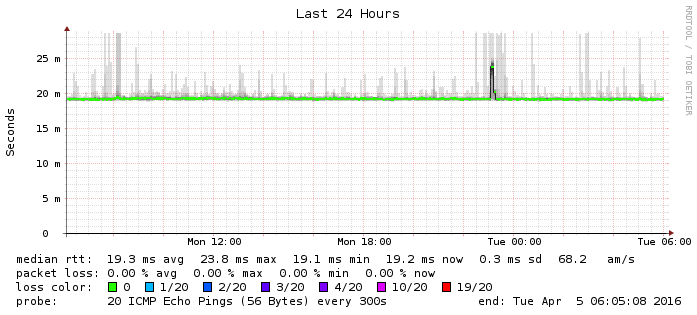 Last 24 Hours
RRDTOOL / TOBI OETIKER
Seconds
25 m
20 m
15 m
10 m
5 m
0
Mon 12:00 Mon 18:00 Tue 00:00 Tue 06:00
median rtt: 19.3 ms avg 23.8 ms max 19.1 ms min 19.2 ms now 0.3 ms sd 68.2 am/s
packet loss: 0.00 % avg 0.00 % max 0.00 % min 0.00 % now
loss color: 0 1/20 2/20 3/20 4/20 10/20 19/20
probe: 20 ICMP Echo Pings (56 Bytes) every 300s end: Tue Apr 5 06:05:08 2016